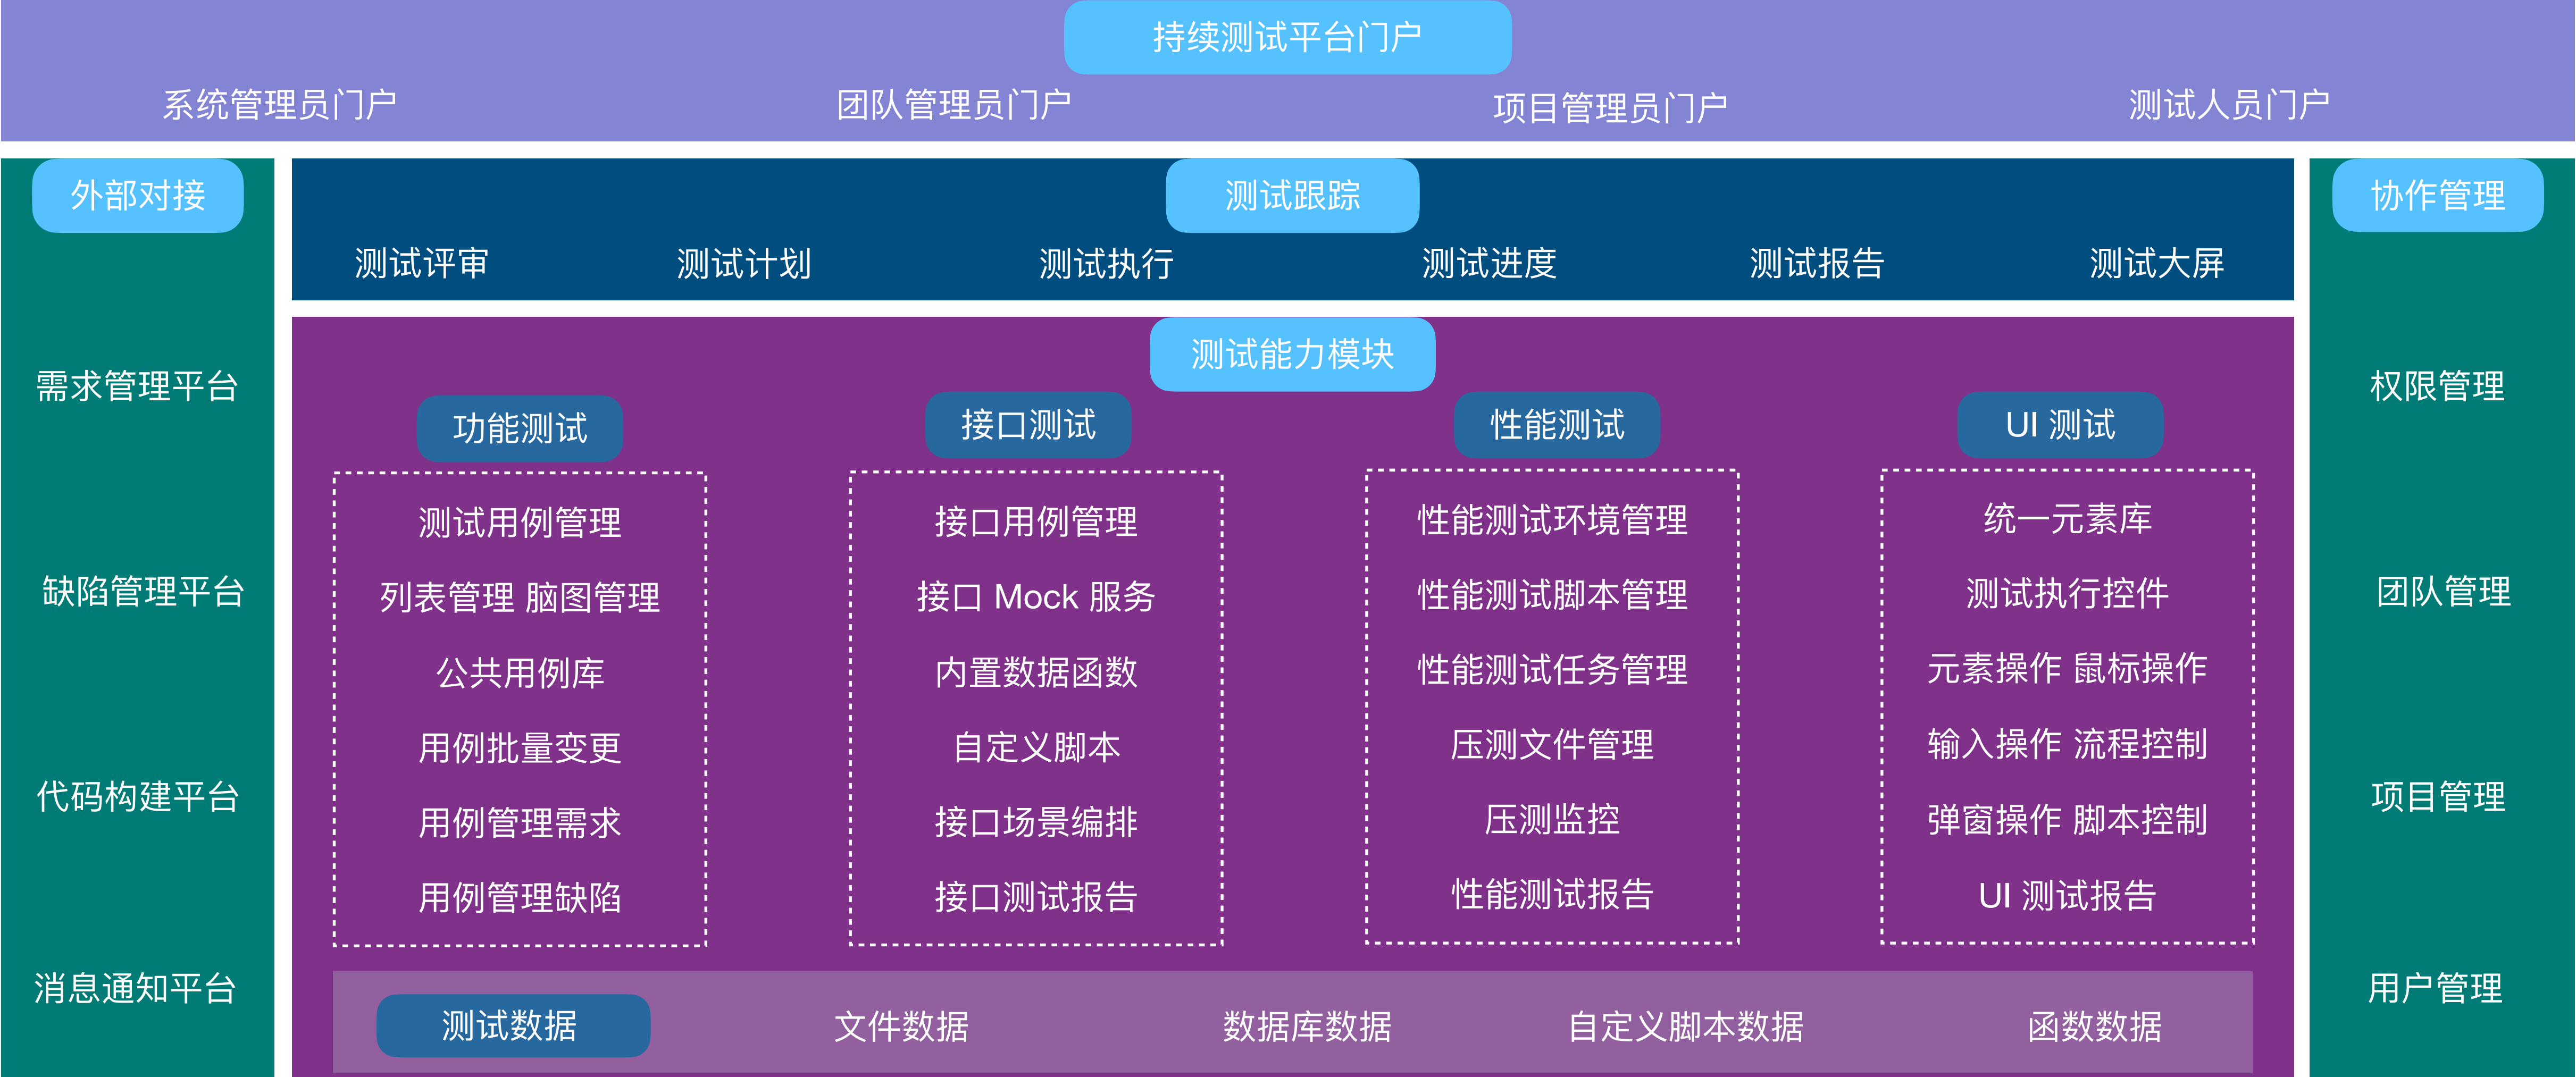 持续测试平台门户
系统管理员门户
团队管理员门户
项目管理员门户
测试人员门户
外部对接
需求管理平台
缺陷管理平台
代码构建平台
消息通知平台
测试跟踪
测试评审
测试计划
测试执行
测试进度
测试报告
测试大屏
测试能力模块
功能测试
测试用例管理
列表管理 脑图管理
公共用例库
用例批量变更
用例管理需求
用例管理缺陷
接口测试
接口用例管理
接口 Mock 服务
内置数据函数
自定义脚本
接口场景编排
接口测试报告
性能测试
性能测试环境管理
性能测试脚本管理
性能测试任务管理
压测文件管理
压测监控
性能测试报告
UI 测试
统一元素库
测试执行控件
元素操作 鼠标操作
输入操作 流程控制
弹窗操作 脚本控制
UI 测试报告
测试数据
文件数据
数据库数据
自定义脚本数据
函数数据
协作管理
权限管理
团队管理
项目管理
用户管理